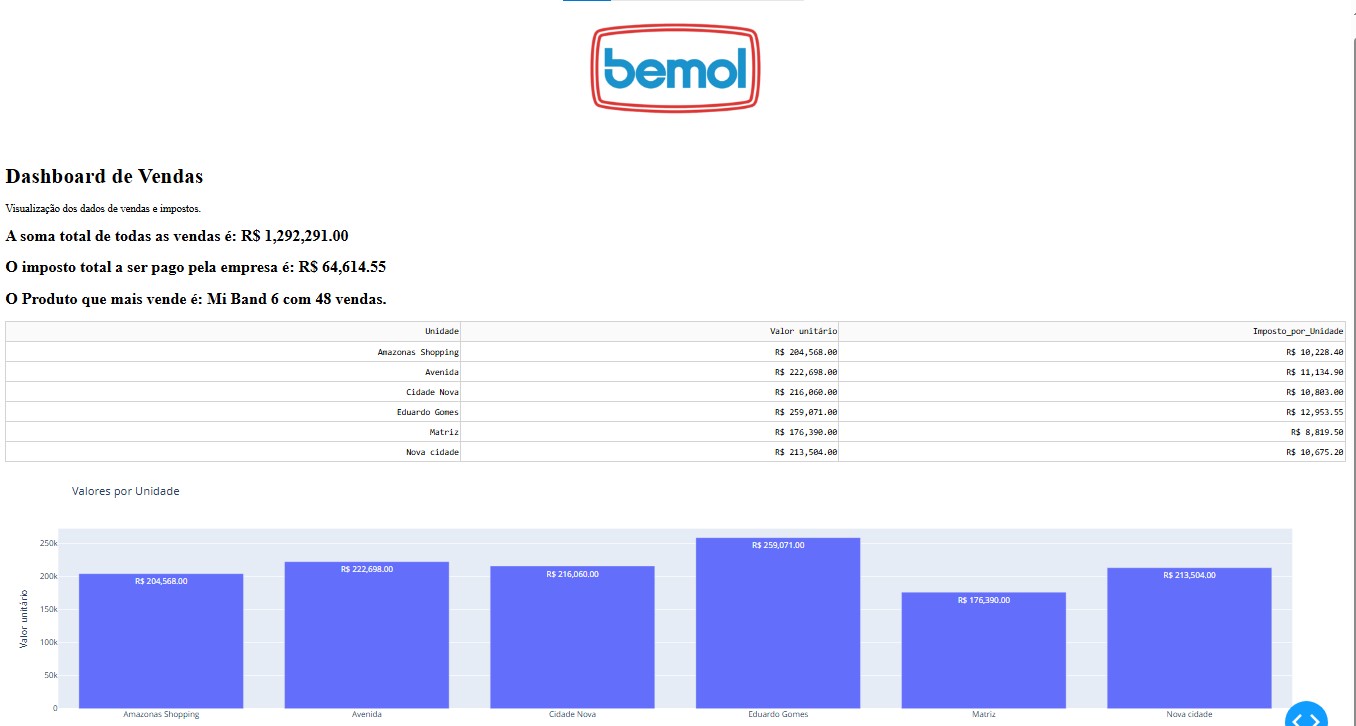 bemol
Dashboard de Vendas
Visualização dos dados de vendas e impostos.
A soma total de todas as vendas é: R$ 1,292,291.00
O imposto total a ser pago pela empresa é: R$ 64,614.55
O Produto que mais vende é: Mi Band 6 com 48 vendas.
Unidade Valor unitário Imposto_por_Unidade
Amazonas Shopping R$ 204,568.00 R$ 10,228.40
Avenida R$ 222,698.00 R$ 11,134.90
Cidade Nova R$ 216,060.00 R$ 10,803.00
Eduardo Gomes R$ 259,071.00 R$ 12,953.55
Matriz R$ 176,390.00 R$ 8,819.50
Nova cidade R$ 213,504.00 R$ 10,675.20
Valores por Unidade
Valor unitário
250k
200k
150k
100k
50k
0
R$ 204,568.00
R$ 222,698.00
R$ 216,060.00
R$ 259,071.00
R$ 176,390.00
R$ 213,504.00
Amazonas Shopping
Avenida
Cidade Nova
Eduardo Gomes
Matriz
Nova cidade